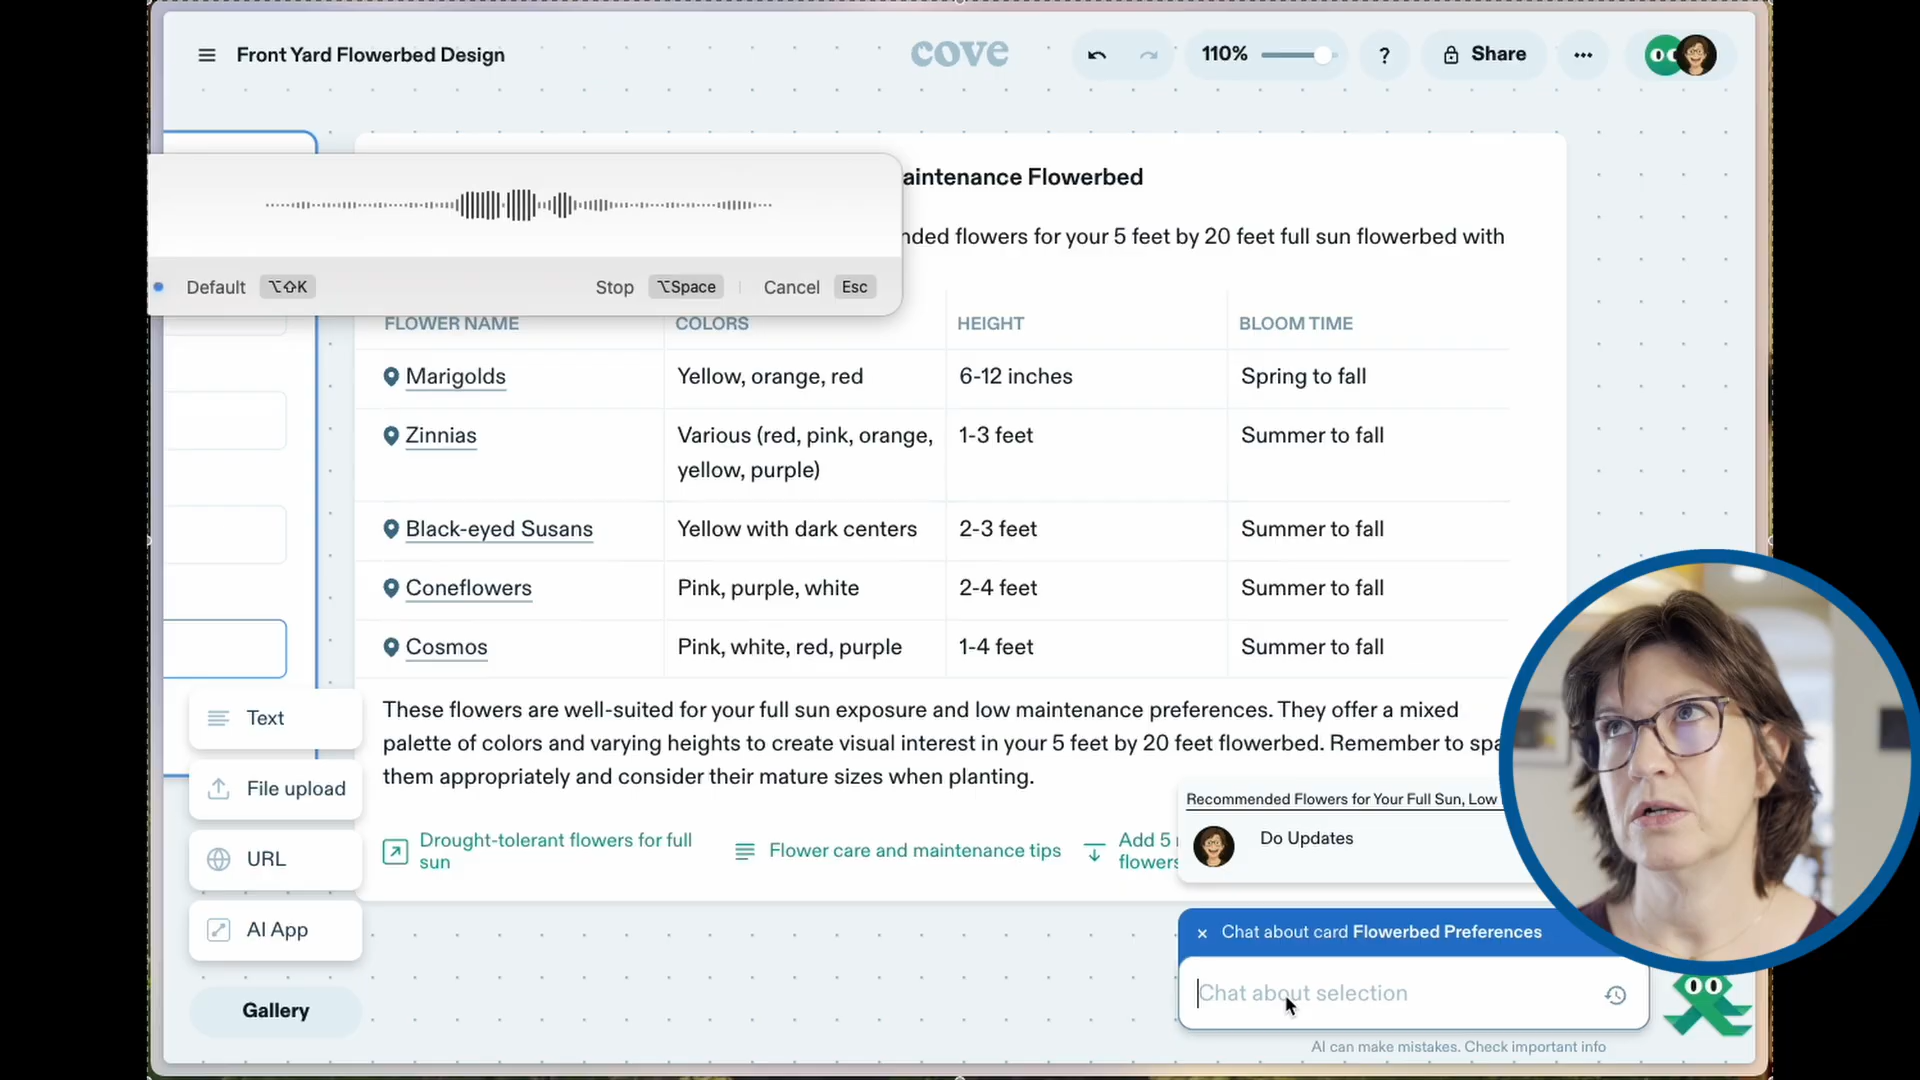 Front Yard Flowerbed Design
cove
110%
?
Share
aintenance Flowerbed
nded flowers for your 5 feet by 20 feet full sun flowerbed with
Default ⌥⇧K
Stop ⌥Space
Cancel Esc
FLOWER NAME COLORS HEIGHT BLOOM TIME
Marigolds Yellow, orange, red 6-12 inches Spring to fall
Zinnias Various (red, pink, orange, 1-3 feet Summer to fall
yellow, purple)
Black-eyed Susans Yellow with dark centers 2-3 feet Summer to fall
Coneflowers Pink, purple, white 2-4 feet Summer to fall
Cosmos Pink, white, red, purple 1-4 feet Summer to fall
These flowers are well-suited for your full sun exposure and low maintenance preferences. They offer a mixed
palette of colors and varying heights to create visual interest in your 5 feet by 20 feet flowerbed. Remember to spa
them appropriately and consider their mature sizes when planting.
Drought-tolerant flowers for full
sun
Flower care and maintenance tips
Add 5
flowers
Text
File upload
URL
AI App
Gallery
Recommended Flowers for Your Full Sun, Low
Do Updates
× Chat about card Flowerbed Preferences
Chat about selection
AI can make mistakes. Check important info